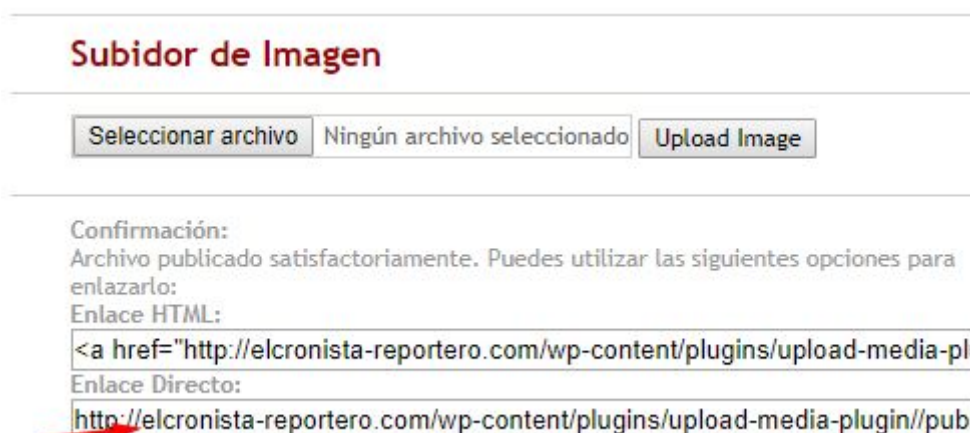 Subidor de Imagen
Seleccionar archivo Ningún archivo seleccionado Upload Image
Confirmación:
Archivo publicado satisfactoriamente. Puedes utilizar las siguientes opciones para
enlazarlo:
Enlace HTML:
<a href="http://elcronista-reportero.com/wp-content/plugins/upload-media-pl
Enlace Directo:
http://elcronista-reportero.com/wp-content/plugins/upload-media-plugin//pub